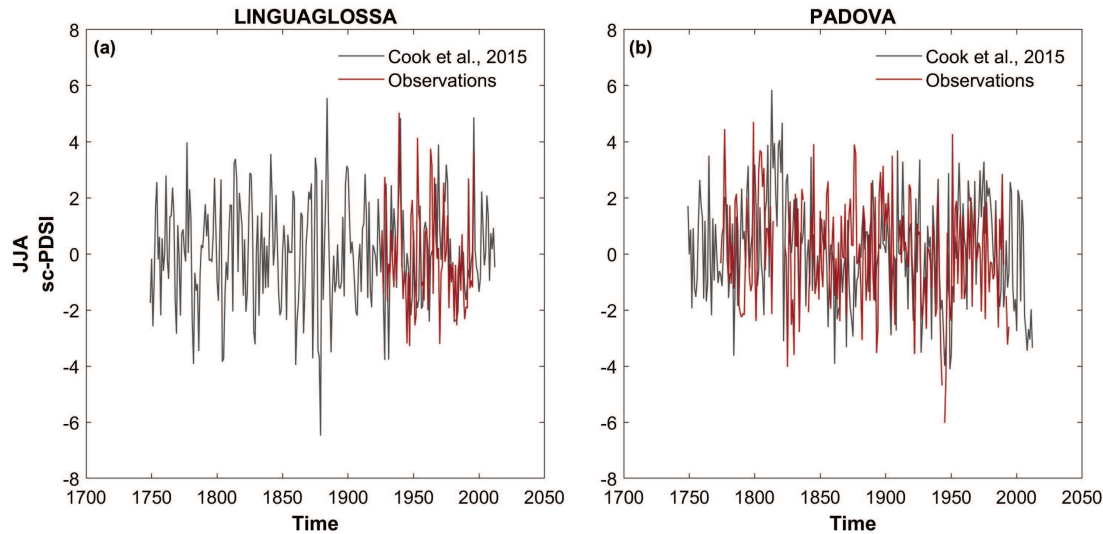 LINGUAGLOSSA
(a)
Cook et al., 2015
Observations
8
6
4
2
0
-2
-4
-6
-8
JJA
sc-PDSI
1700 1750 1800 1850 1900 1950 2000 2050
Time
PADOVA
(b)
Cook et al., 2015
Observations
8
6
4
2
0
-2
-4
-6
-8
1700 1750 1800 1850 1900 1950 2000 2050
Time